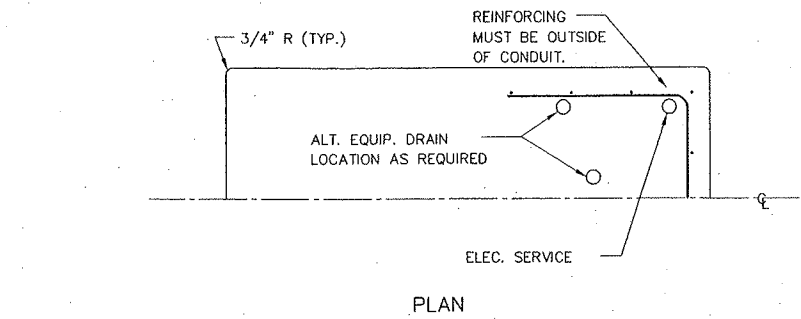 REINFORCING
MUST BE OUTSIDE
OF CONDUIT.
3/4" R (TYP.)
ALT. EQUIP. DRAIN
LOCATION AS REQUIRED
℄
ELEC. SERVICE
PLAN